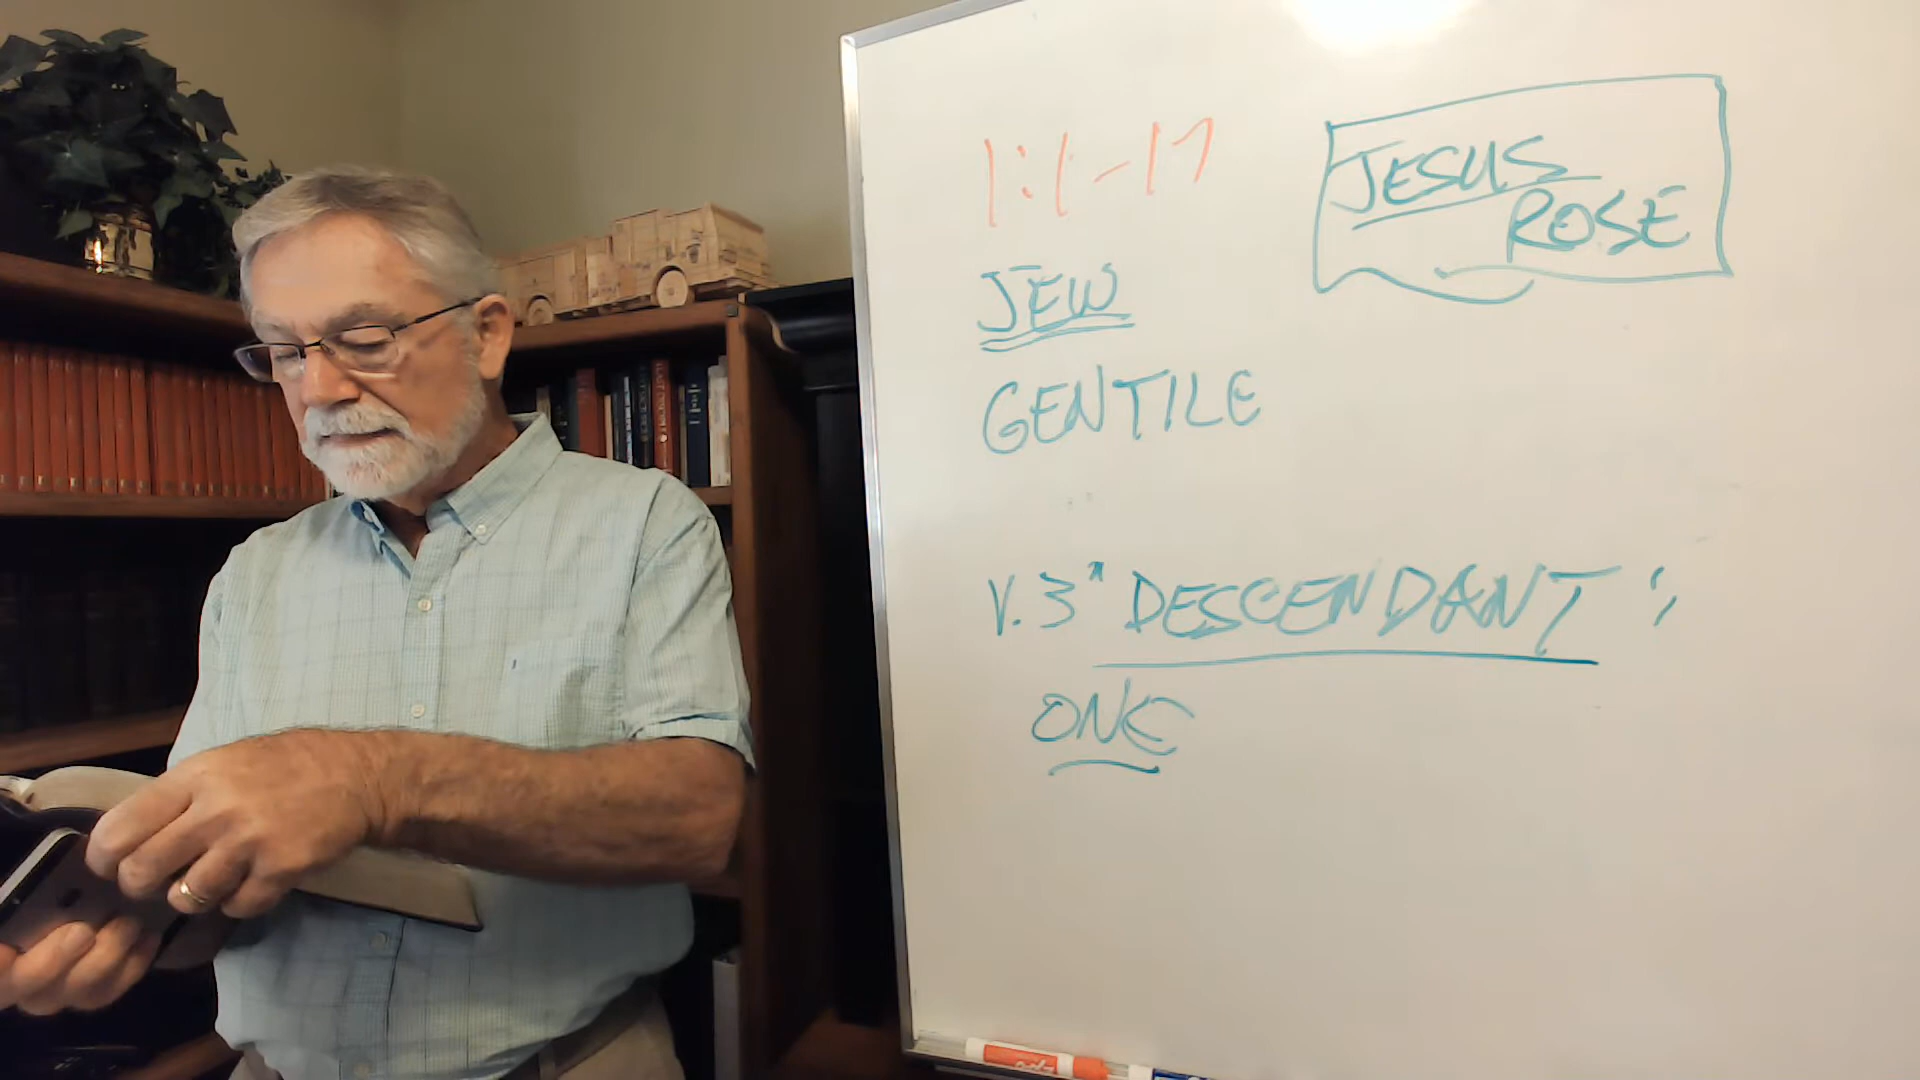 1:1-17
JESUS
ROSE
JEW
GENTILE
V.3 "DESCENDANT"
ONE